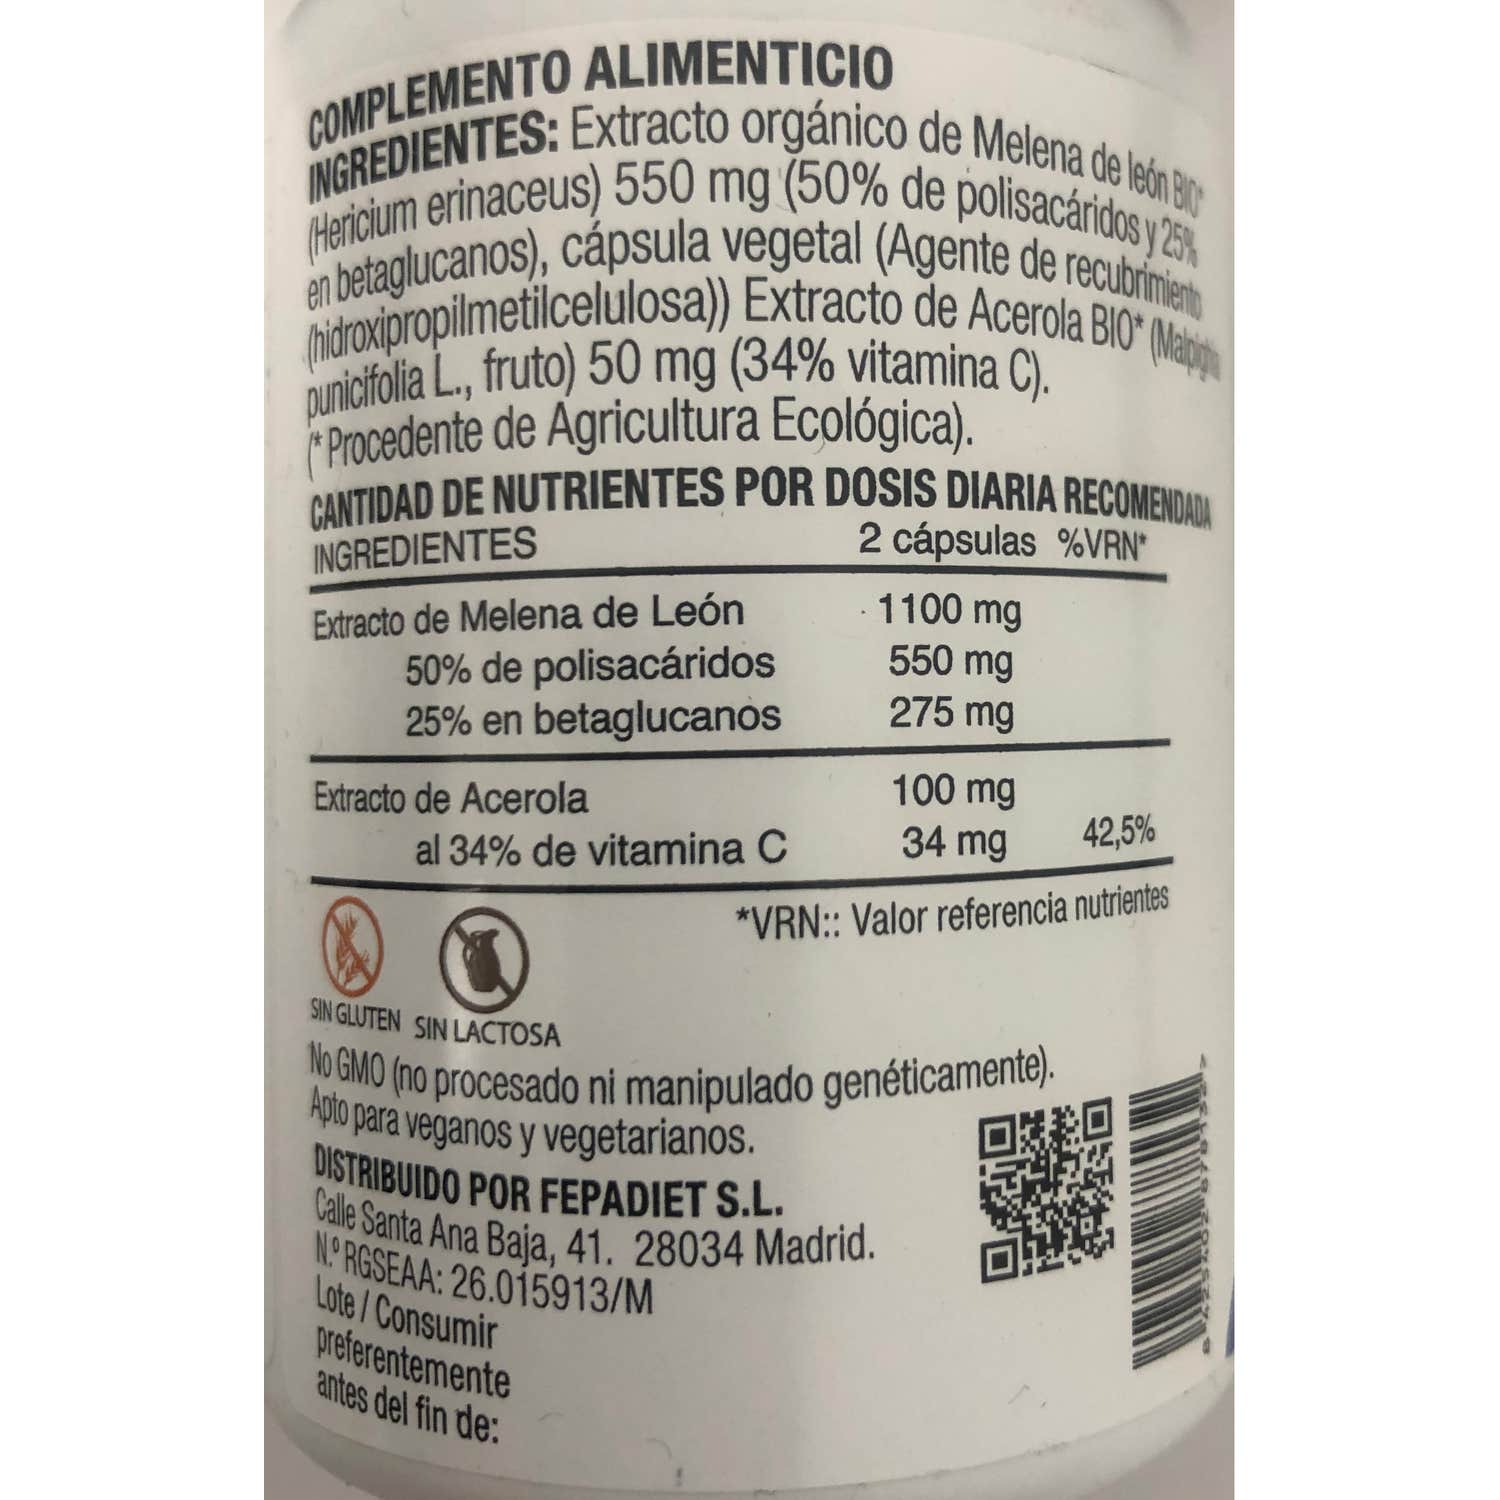 COMPLEMENTO ALIMENTICIO
INGREDIENTES: Extracto orgánico de Melena de león BIO*
(Hericium erinaceus) 550 mg (50% de polisacáridos y 25%
en betaglucanos), cápsula vegetal (Agente de recubrimiento
(hidroxipropilmetilcelulosa)) Extracto de Acerola BIO* (Malpighia
punicifolia L., fruto) 50 mg (34% vitamina C).
(* Procedente de Agricultura Ecológica).
CANTIDAD DE NUTRIENTES POR DOSIS DIARIA RECOMENDADA
INGREDIENTES 2 cápsulas %VRN*
Extracto de Melena de León 1100 mg
50% de polisacáridos 550 mg
25% en betaglucanos 275 mg
Extracto de Acerola 100 mg
al 34% de vitamina C 34 mg 42,5%
*VRN:: Valor referencia nutrientes
SIN GLUTEN SIN LACTOSA
No GMO (no procesado ni manipulado genéticamente).
Apto para veganos y vegetarianos.
DISTRIBUIDO POR FEPADIET S.L.
Calle Santa Ana Baja, 41. 28034 Madrid.
N.º RGSEAA: 26.015913/M
Lote / Consumir
preferentemente
antes del fin de: